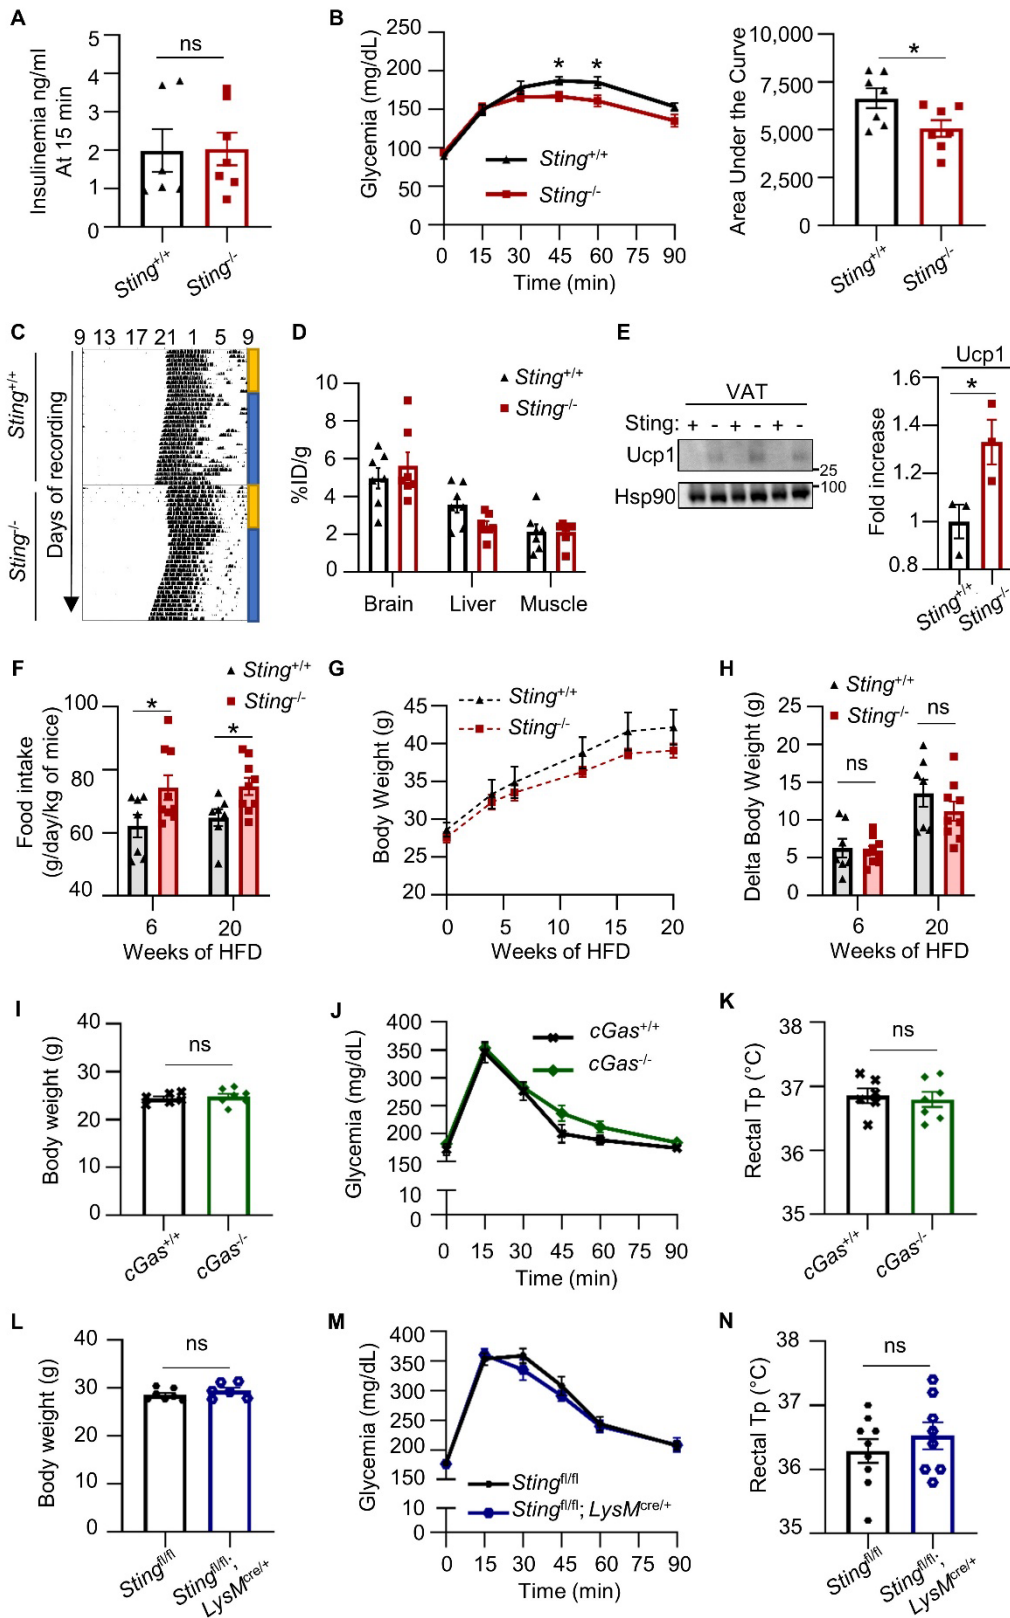 A
Insulinemia ng/ml
At 15 min
5
4
3
2
1
0
ns
Sting+/+
Sting-/-
B
Glycemia (mg/dL)
250
200
150
100
50
0
* *
Sting+/+
Sting-/-
0 15 30 45 60 75 90
Time (min)
Area Under the Curve
10,000
7,500
5,000
2,500
0
*
Sting+/+
Sting-/-
C
9 13 17 21 1 5 9
Sting+/+
Sting-/-
Days of recording
D
%ID/g
10
8
6
4
2
0
Sting+/+
Sting-/-
Brain Liver Muscle
E
VAT
Sting: + - + - + -
Ucp1
25
100
Hsp90
Ucp1
Fold increase
1.6
1.4
1.2
1
0.8
*
Sting+/+
Sting-/-
F
Sting+/+
Sting-/-
Food intake
(g/day/kg of mice)
100
80
60
40
* *
6 20
Weeks of HFD
G
Body Weight (g)
45
40
35
30
25
20
Sting+/+
Sting-/-
0 5 10 15 20
Weeks of HFD
H
Sting+/+
Sting-/-
Delta Body Weight (g)
25
20
15
10
5
0
ns
ns
6 20
Weeks of HFD
I
Body weight (g)
40
30
20
10
0
ns
cGas+/+
cGas-/-
J
Glycemia (mg/dL)
400
350
300
250
200
150
10
0
cGas+/+
cGas-/-
0 15 30 45 60 75 90
Time (min)
K
Rectal Tp (°C)
38
37
36
35
ns
cGas+/+
cGas-/-
L
Body weight (g)
40
30
20
10
0
ns
Stingfl/fl
Stingfl/fl;
LysMcre/+
M
Glycemia (mg/dL)
400
350
300
250
200
150
10
0
Stingfl/fl
Stingfl/fl; LysMcre/+
0 15 30 45 60 75 90
Time (min)
N
Rectal Tp (°C)
38
37
36
35
ns
Stingfl/fl
Stingfl/fl;
LysMcre/+